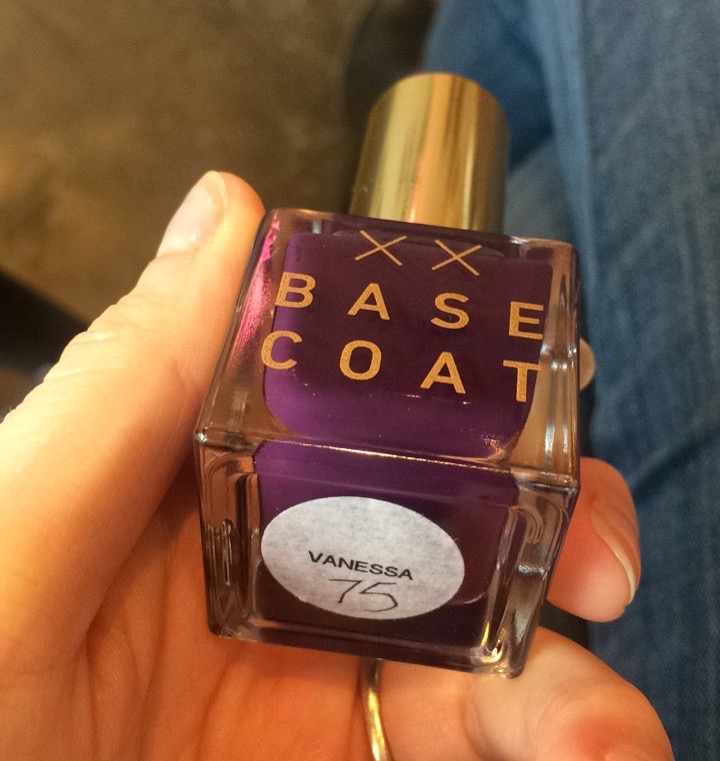 XX
BASE
COAT
VANESSA
75